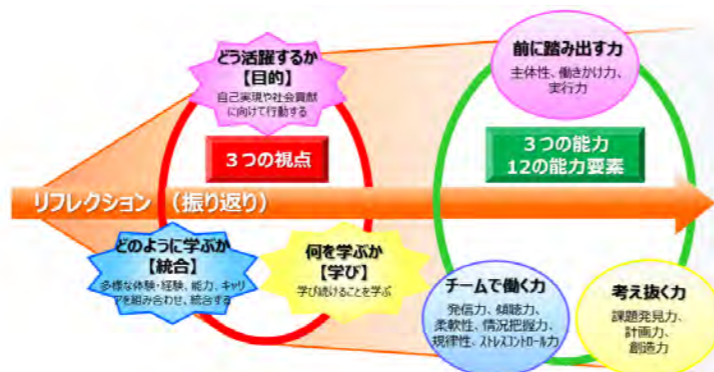 どう活躍するか
【目的】
自己実現や社会貢献
に向けて行動する
3つの視点
リフレクション (振り返り)
どのように学ぶか
【統合】
多様な体験・経験、能力、キャリ
アを組み合わせ、統合する
何を学ぶか
【学び】
学び続けることを学ぶ
前に踏み出す力
主体性、働きかけ力、
実行力
3つの能力
12の能力要素
チームで働く力
発信力、傾聴力、
柔軟性、情況把握力、
規律性、ストレスコントロール力
考え抜く力
課題発見力、
計画力、
創造力